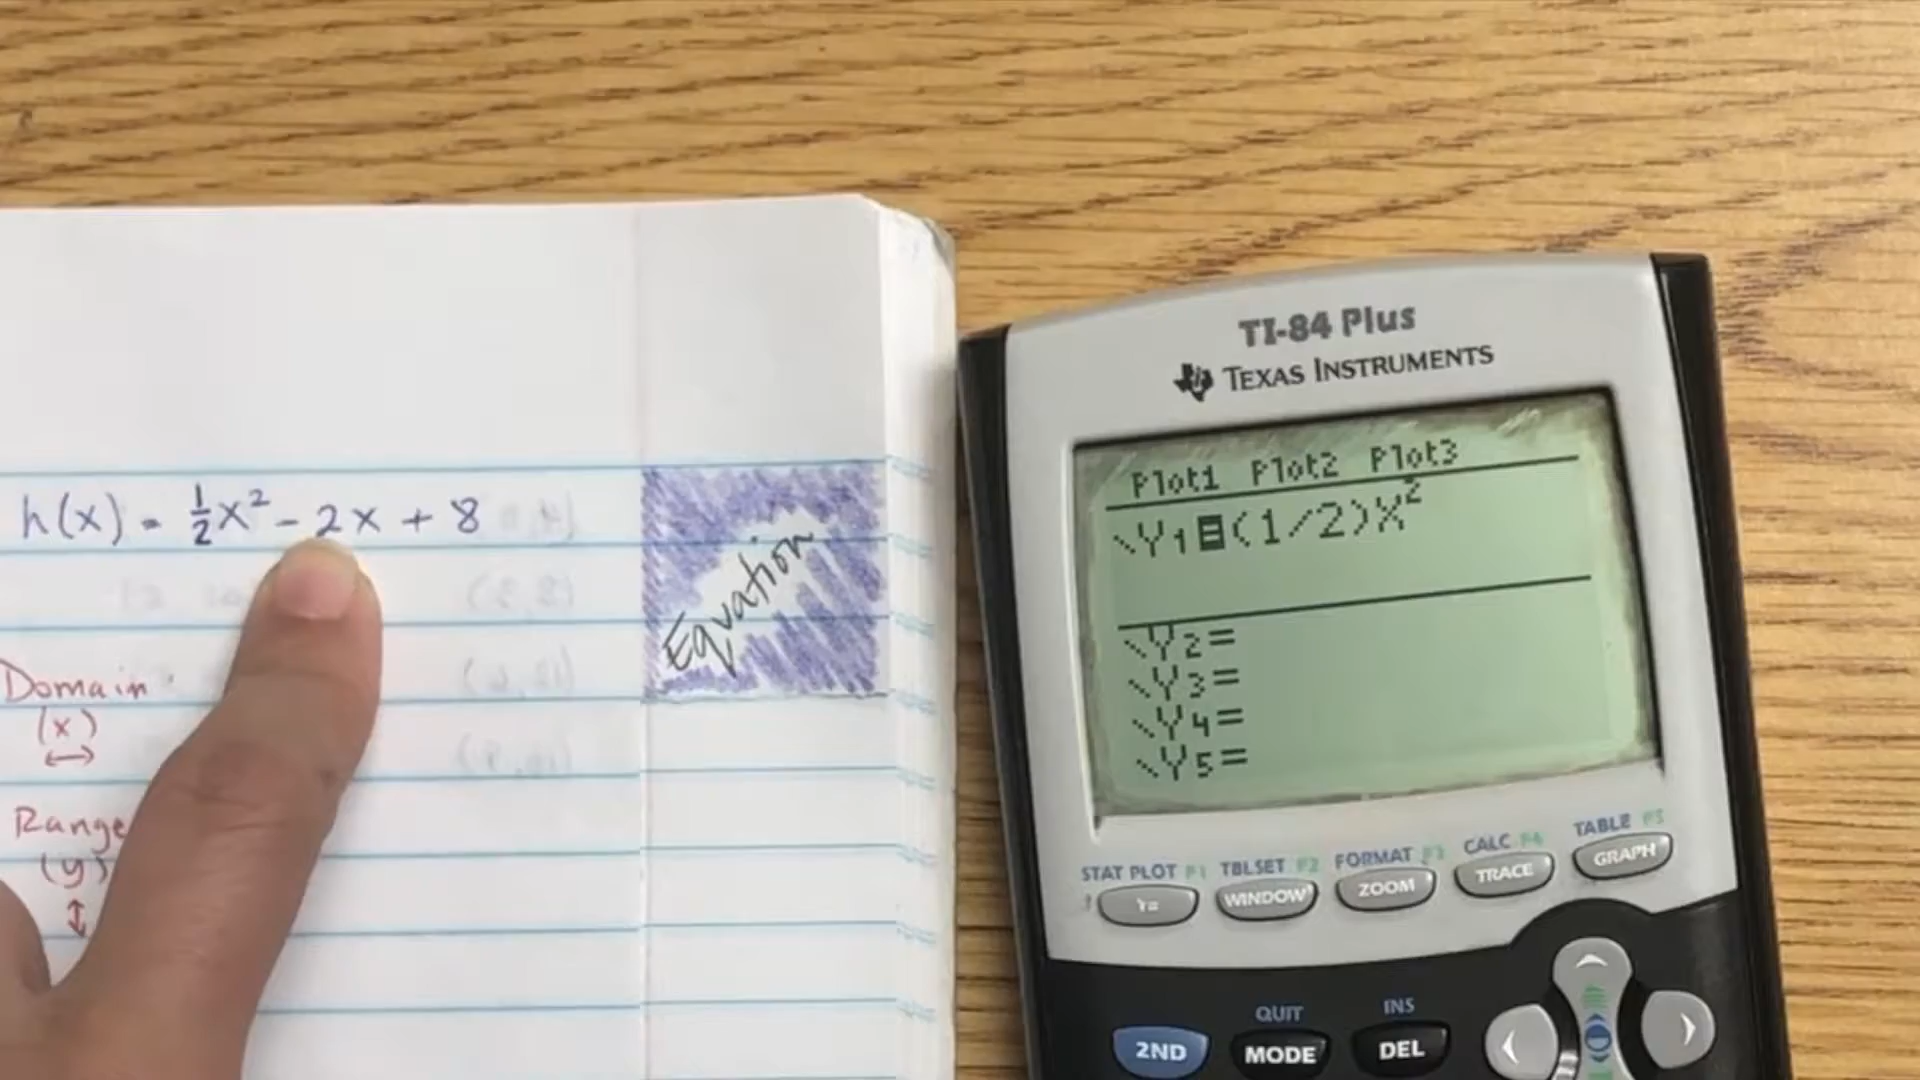 h(x) = ½x² - 2x + 8
Equation
Domain
(x)
↔
Range
(y)
↕
TI-84 Plus
TEXAS INSTRUMENTS
Plot1 Plot2 Plot3
\Y₁=(1/2)X²
\Y₂=
\Y₃=
\Y₄=
\Y₅=
STAT PLOT F1 TBLSET F2 FORMAT F3 CALC F4 TABLE F5
Y= WINDOW ZOOM TRACE GRAPH
QUIT INS
2ND MODE DEL